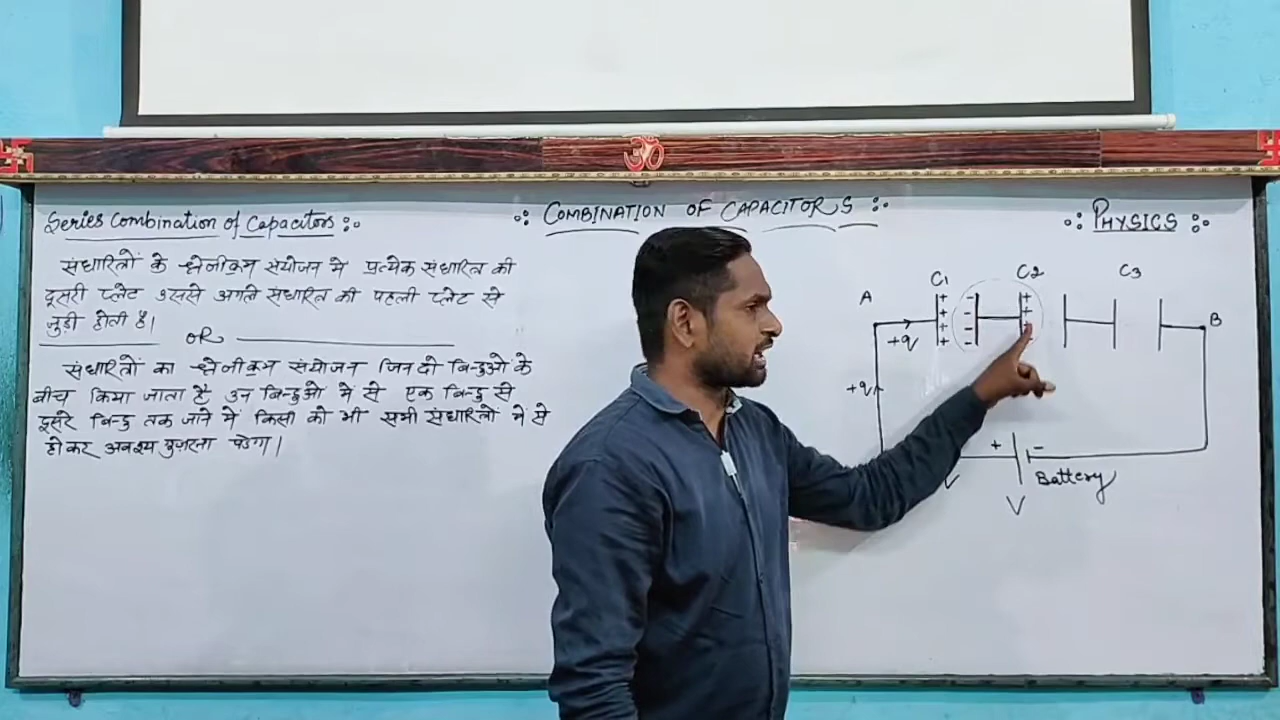 ∴ COMBINATION OF CAPACITORS :∘
∘: PHYSICS :∘
Series Combination of Capacitors :∘
संधारित्रों के श्रेणीक्रम संयोजन में प्रत्येक संधारित्र की
दूसरी प्लेट उससे अगले संधारित्र की पहली प्लेट से
जुड़ी होती है।
OR
संधारित्रों का श्रेणीक्रम संयोजन जिन दो बिन्दुओं के
बीच किया जाता है उन बिन्दुओं में से एक बिन्दु से
दूसरे बिन्दु तक जाने में किसी को भी सभी संधारित्रों में से
होकर अवश्य गुजरना पड़ेगा।
C1 C2 C3
A
B
+q
+q
+ -
Battery
V
ॐ